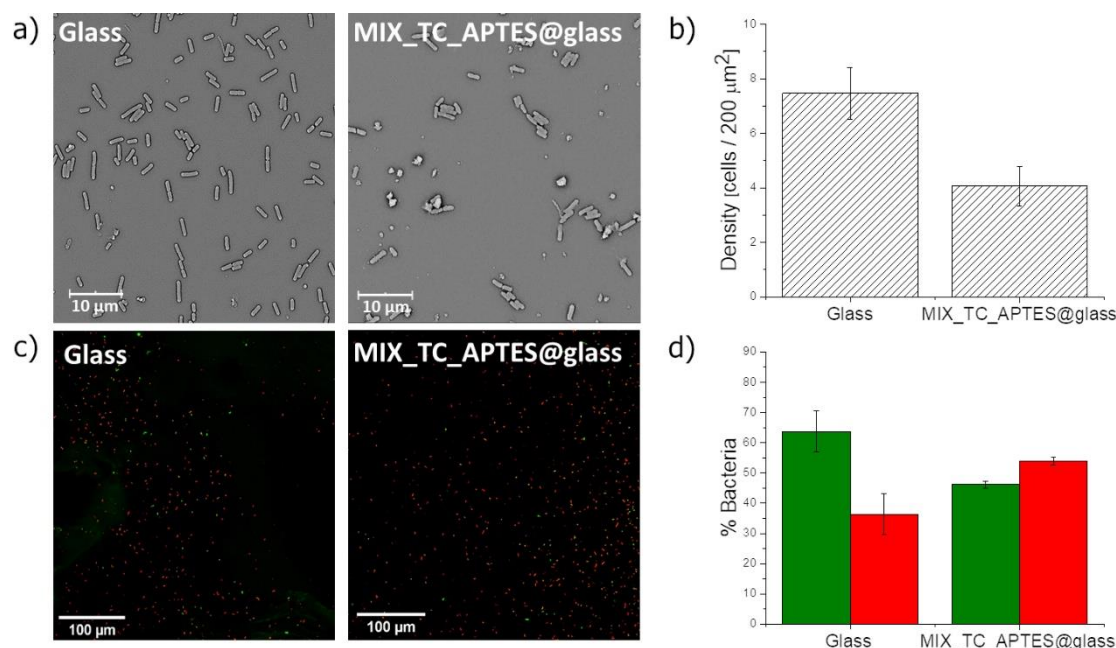 a)
Glass
10 µm
MIX_TC_APTES@glass
10 µm
b)
Density [cells / 200 µm²]
8
6
4
2
0
Glass
MIX_TC_APTES@glass
c)
Glass
100 µm
MIX_TC_APTES@glass
100 µm
d)
% Bacteria
90
80
70
60
50
40
30
20
10
0
Glass
MIX_TC_APTES@glass